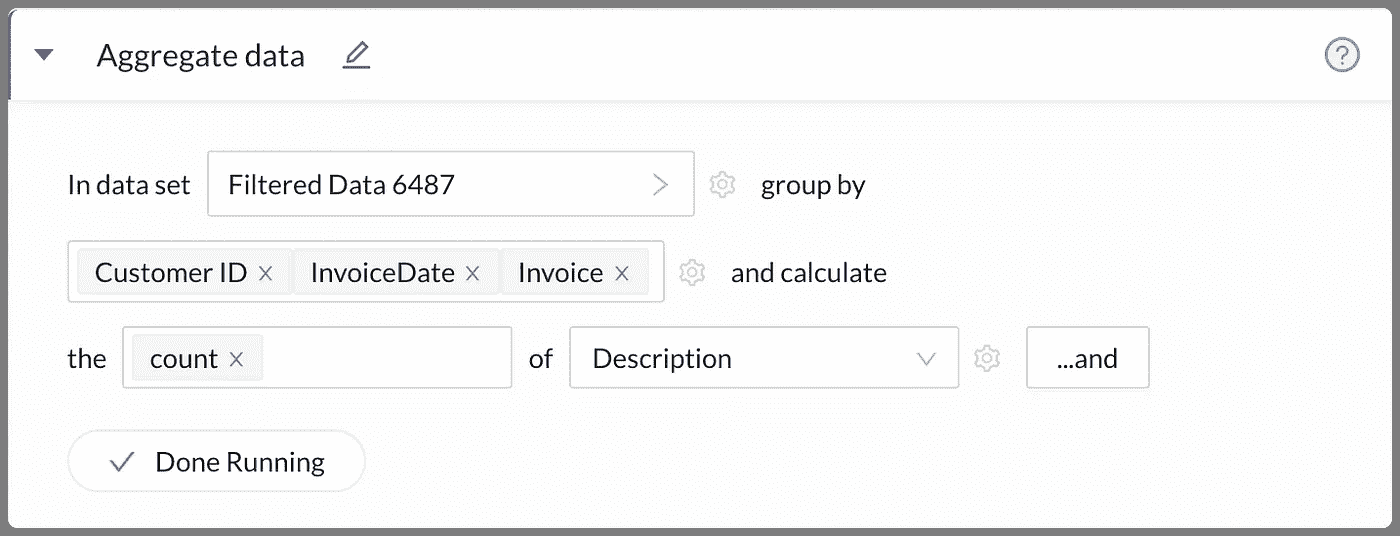 Aggregate data
In data set Filtered Data 6487 group by
Customer ID InvoiceDate Invoice and calculate
the count of Description ...and
Done Running